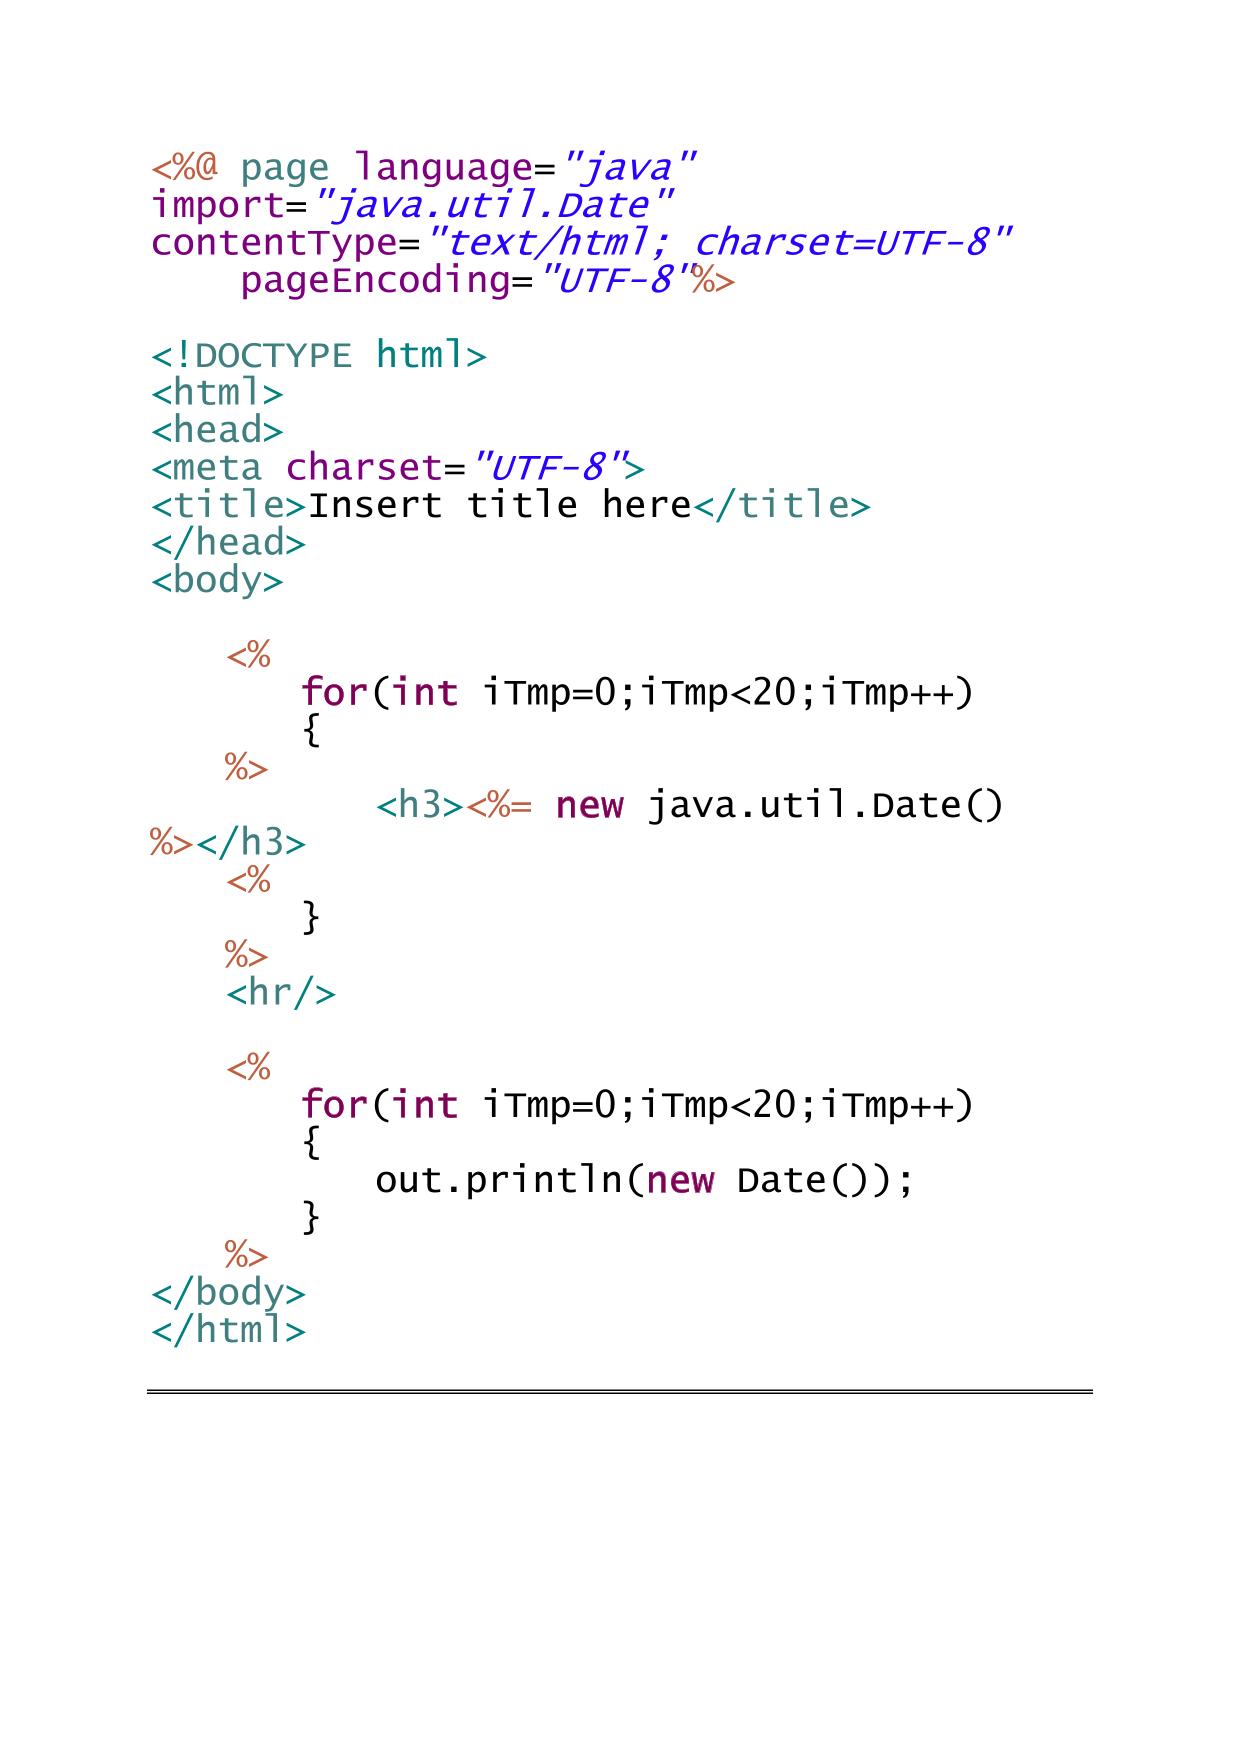 <%@ page language="java"
import="java.util.Date"
contentType="text/html; charset=UTF-8"
    pageEncoding="UTF-8"%>

<!DOCTYPE html>
<html>
<head>
<meta charset="UTF-8">
<title>Insert title here</title>
</head>
<body>

    <%
        for(int iTmp=0;iTmp<20;iTmp++)
        {
    %>
            <h3><%= new java.util.Date()
%></h3>
    <%
        }
    %>
    <hr/>

    <%
        for(int iTmp=0;iTmp<20;iTmp++)
        {
            out.println(new Date());
        }
    %>
</body>
</html>